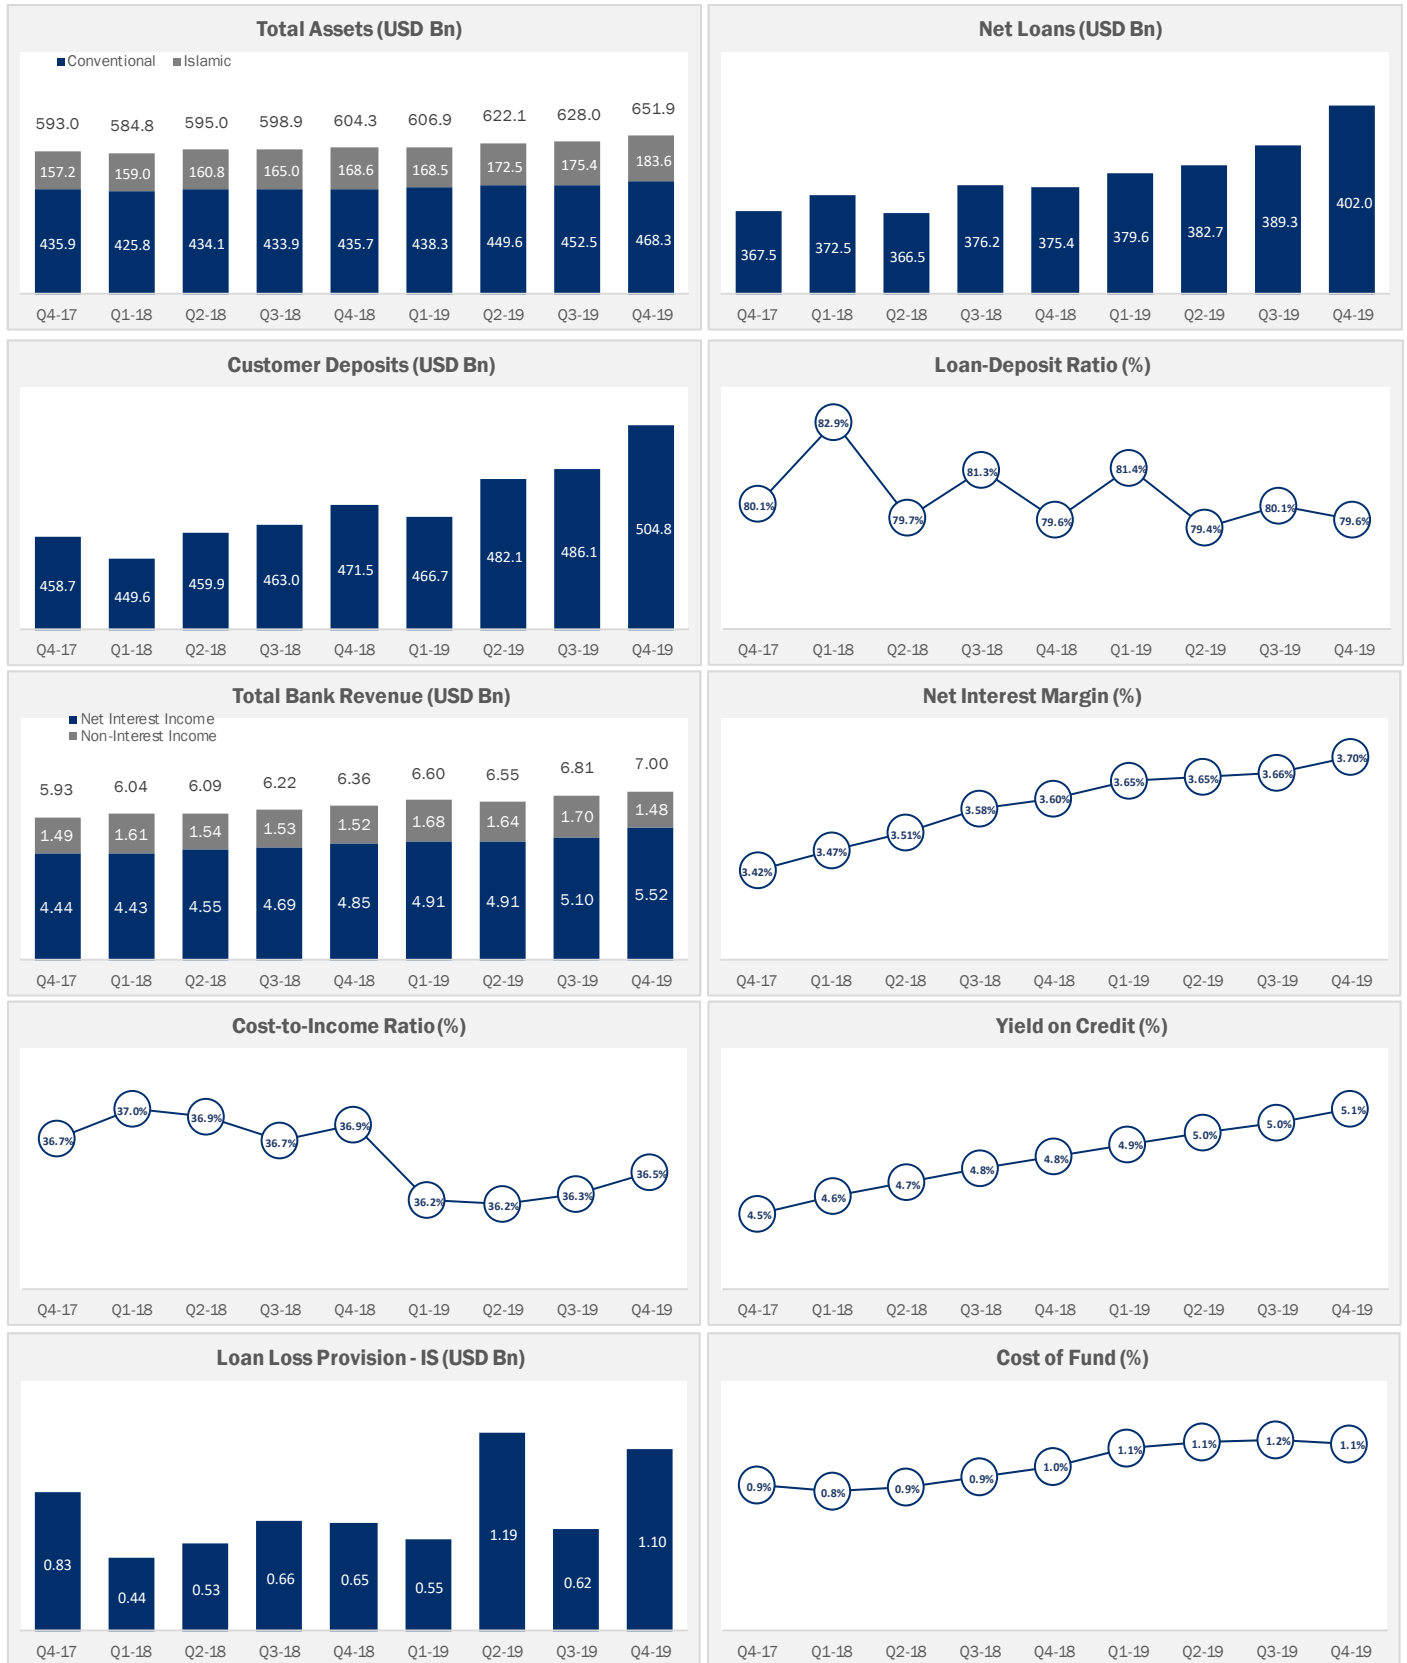 Total Assets (USD Bn)
Conventional Islamic
593.0 584.8 595.0 598.9 604.3 606.9 622.1 628.0 651.9
157.2 159.0 160.8 165.0 168.6 168.5 172.5 175.4 183.6
435.9 425.8 434.1 433.9 435.7 438.3 449.6 452.5 468.3
Q4-17 Q1-18 Q2-18 Q3-18 Q4-18 Q1-19 Q2-19 Q3-19 Q4-19
Net Loans (USD Bn)
367.5 372.5 366.5 376.2 375.4 379.6 382.7 389.3 402.0
Q4-17 Q1-18 Q2-18 Q3-18 Q4-18 Q1-19 Q2-19 Q3-19 Q4-19
Customer Deposits (USD Bn)
458.7 449.6 459.9 463.0 471.5 466.7 482.1 486.1 504.8
Q4-17 Q1-18 Q2-18 Q3-18 Q4-18 Q1-19 Q2-19 Q3-19 Q4-19
Loan-Deposit Ratio (%)
80.1% 82.9% 79.7% 81.3% 79.6% 81.4% 79.4% 80.1% 79.6%
Q4-17 Q1-18 Q2-18 Q3-18 Q4-18 Q1-19 Q2-19 Q3-19 Q4-19
Total Bank Revenue (USD Bn)
Net Interest Income
Non-Interest Income
5.93 6.04 6.09 6.22 6.36 6.60 6.55 6.81 7.00
1.49 1.61 1.54 1.53 1.52 1.68 1.64 1.70 1.48
4.44 4.43 4.55 4.69 4.85 4.91 4.91 5.10 5.52
Q4-17 Q1-18 Q2-18 Q3-18 Q4-18 Q1-19 Q2-19 Q3-19 Q4-19
Net Interest Margin (%)
3.42% 3.47% 3.51% 3.58% 3.60% 3.65% 3.65% 3.66% 3.70%
Q4-17 Q1-18 Q2-18 Q3-18 Q4-18 Q1-19 Q2-19 Q3-19 Q4-19
Cost-to-Income Ratio (%)
36.7% 37.0% 36.9% 36.7% 36.9% 36.2% 36.2% 36.3% 36.5%
Q4-17 Q1-18 Q2-18 Q3-18 Q4-18 Q1-19 Q2-19 Q3-19 Q4-19
Yield on Credit (%)
4.5% 4.6% 4.7% 4.8% 4.8% 4.9% 5.0% 5.0% 5.1%
Q4-17 Q1-18 Q2-18 Q3-18 Q4-18 Q1-19 Q2-19 Q3-19 Q4-19
Loan Loss Provision - IS (USD Bn)
0.83 0.44 0.53 0.66 0.65 0.55 1.19 0.62 1.10
Q4-17 Q1-18 Q2-18 Q3-18 Q4-18 Q1-19 Q2-19 Q3-19 Q4-19
Cost of Fund (%)
0.9% 0.8% 0.9% 0.9% 1.0% 1.1% 1.1% 1.2% 1.1%
Q4-17 Q1-18 Q2-18 Q3-18 Q4-18 Q1-19 Q2-19 Q3-19 Q4-19